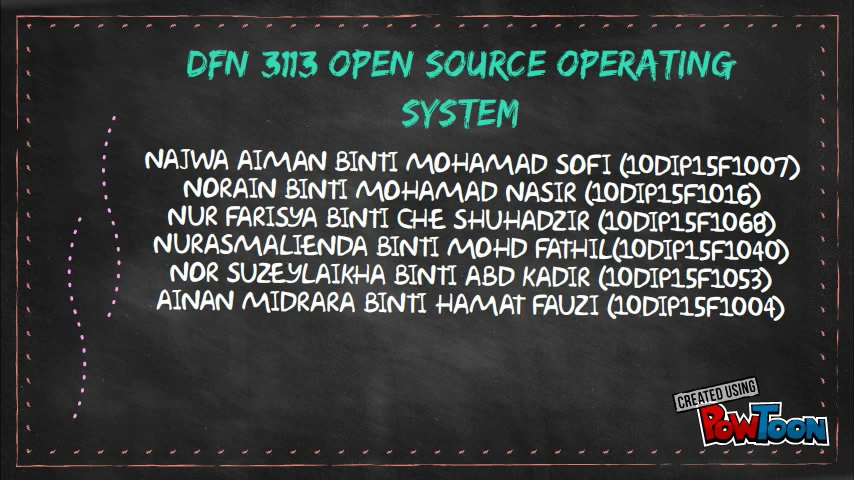 DFN 3113 OPEN SOURCE OPERATING
SYSTEM
NAJWA AIMAN BINTI MOHAMAD SOFI (10DIP15F1007)
NORAIN BINTI MOHAMAD NASIR (10DIP15F1016)
NUR FARISYA BINTI CHE SHUHADZIR (10DIP15F1068)
NURASMALIENDA BINTI MOHD FATHIL(10DIP15F1040)
NOR SUZEYLAIKHA BINTI ABD KADIR (10DIP15F1053)
AINAN MIDRARA BINTI HAMAT FAUZI (10DIP15F1004)
CREATED USING
POWTOON